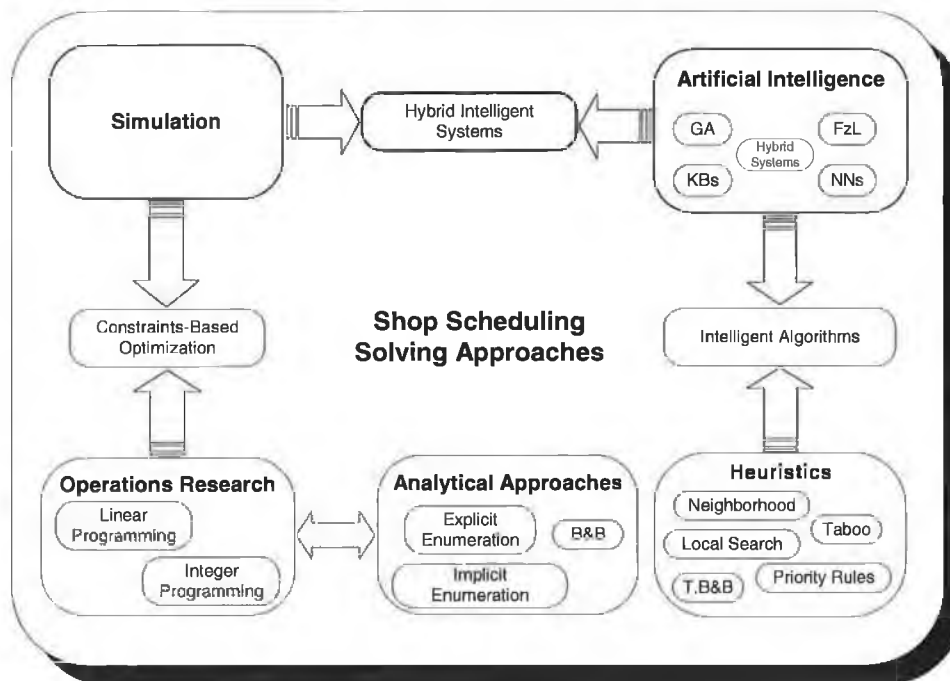 Simulation
Hybrid Intelligent
Systems
Artificial Intelligence
GA
FzL
Hybrid
Systems
KBs
NNs
Constraints-Based
Optimization
Shop Scheduling
Solving Approaches
Intelligent Algorithms
Operations Research
Linear
Programming
Integer
Programming
Analytical Approaches
Explicit
Enumeration
B&B
Implicit
Enumeration
Heuristics
Neighborhood
Taboo
Local Search
T.B&B
Priority Rules